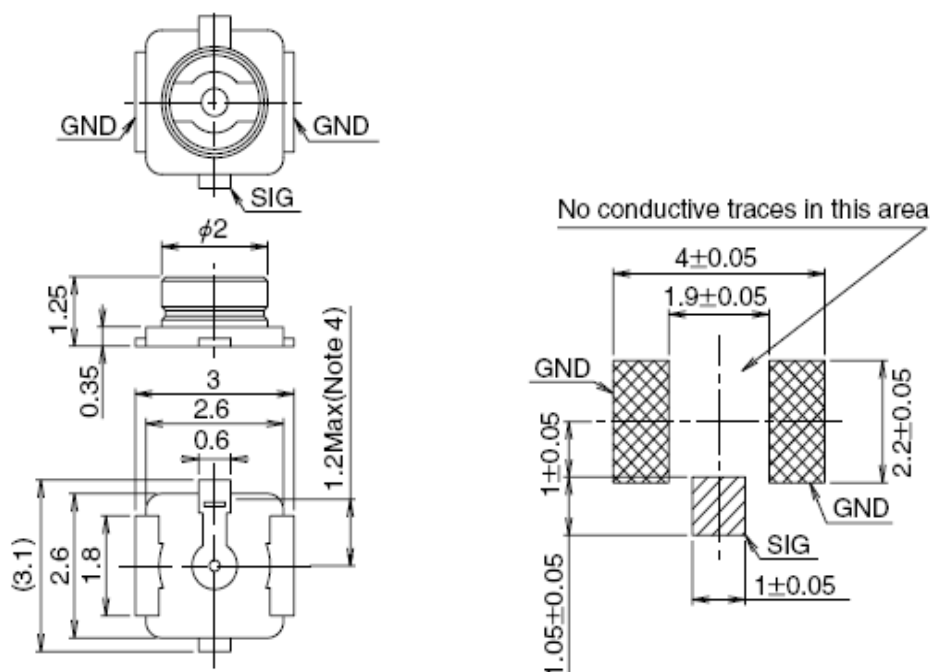 GND
GND
SIG
ϕ2
1.25
0.35
3
2.6
0.6
1.2Max(Note 4)
(3.1)
2.6
1.8
No conductive traces in this area
4±0.05
1.9±0.05
GND
2.2±0.05
1±0.05
GND
SIG
1±0.05
1.05±0.05